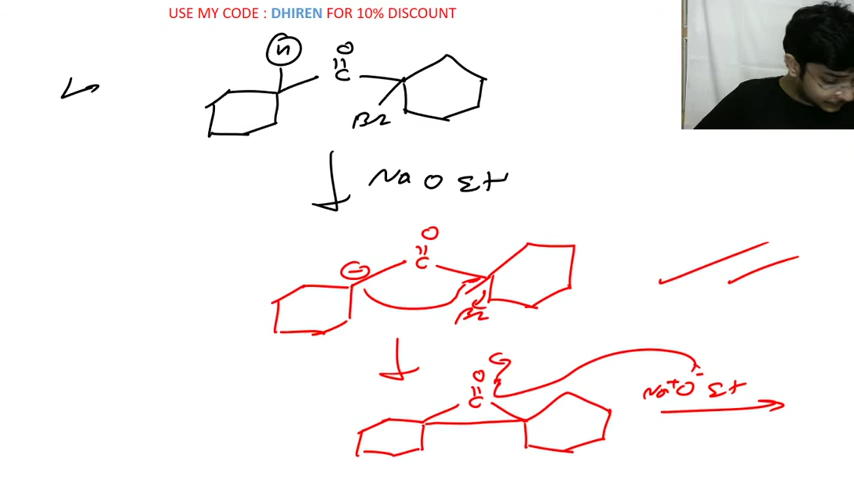 USE MY CODE : DHIREN FOR 10% DISCOUNT
H
O
C
Br
NaOEt
O
⊖ C
Br
O
C
Na+O-Et